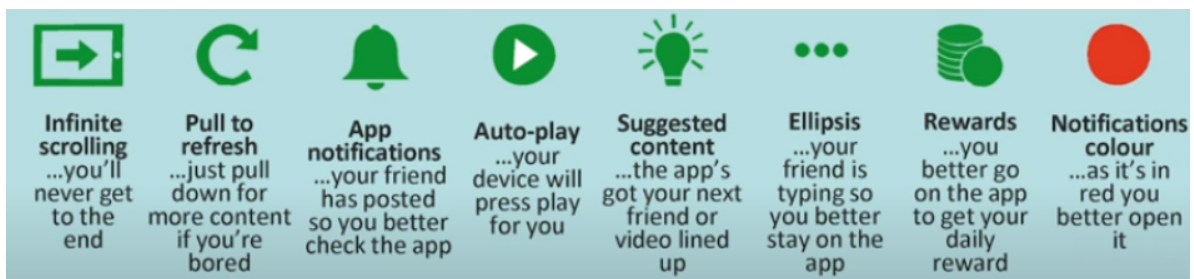 Infinite
scrolling
...you'll
never get
to the
end
Pull to
refresh
...just pull
down for
more content
if you're
bored
App
notifications
...your friend
has posted
so you better
check the app
Auto-play
...your
device will
press play
for you
Suggested
content
...the app's
got your next
friend or
video lined
up
Ellipsis
...your
friend is
typing so
you better
stay on the
app
Rewards
...you
better go
on the app
to get your
daily
reward
Notifications
colour
...as it's in
red you
better open
it